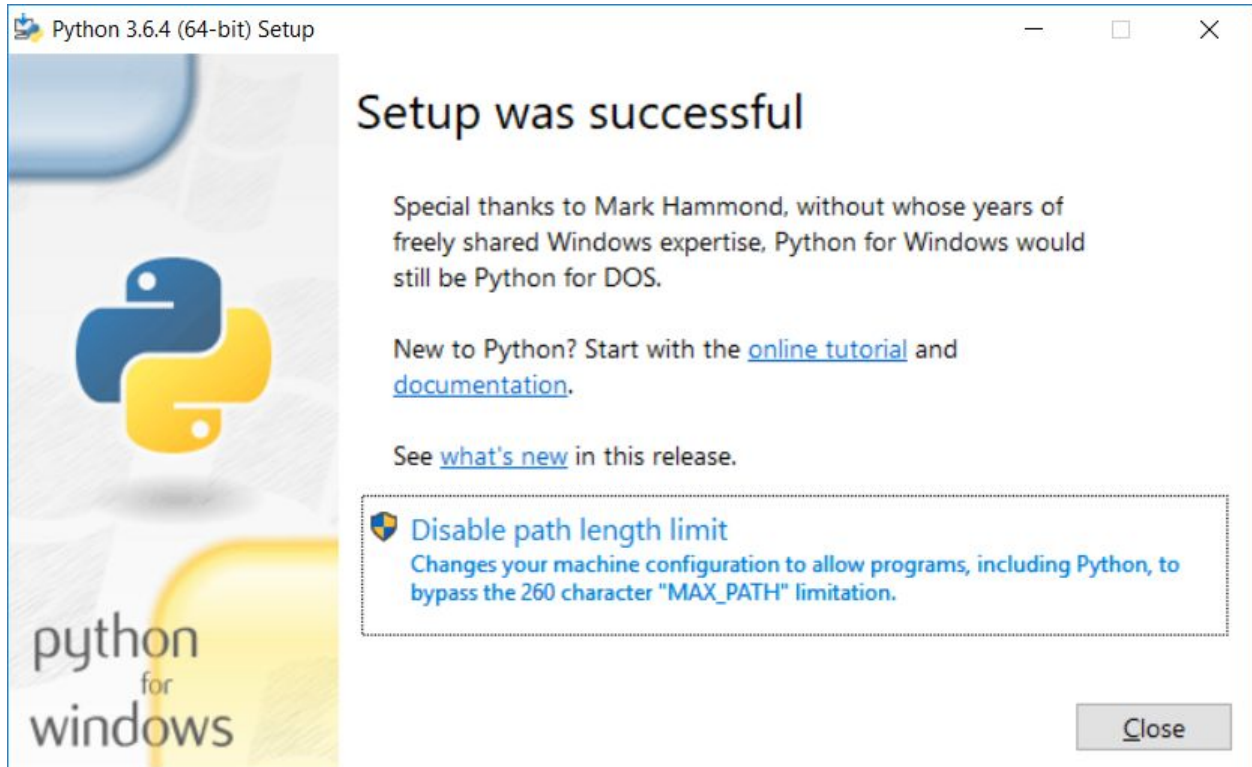 Python 3.6.4 (64-bit) Setup
Setup was successful
Special thanks to Mark Hammond, without whose years of
freely shared Windows expertise, Python for Windows would
still be Python for DOS.
New to Python? Start with the online tutorial and
documentation.
See what's new in this release.
Disable path length limit
Changes your machine configuration to allow programs, including Python, to
bypass the 260 character "MAX_PATH" limitation.
python
for
windows
Close